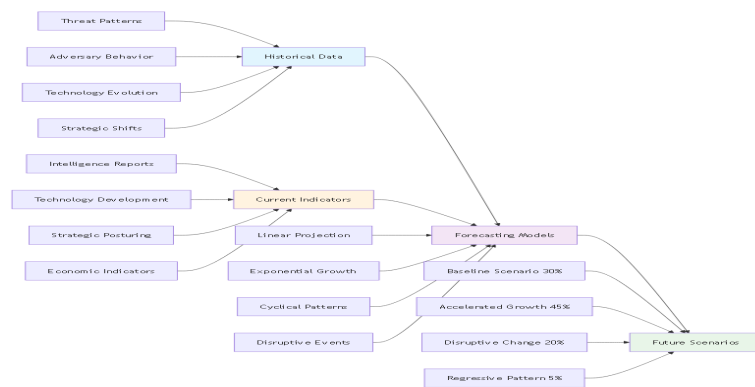 Threat Patterns
Adversary Behavior
Historical Data
Technology Evolution
Strategic Shifts
Intelligence Reports
Technology Development
Current Indicators
Strategic Posturing
Linear Projection
Forecasting Models
Economic Indicators
Exponential Growth
Baseline Scenario 30%
Cyclical Patterns
Accelerated Growth 45%
Disruptive Events
Disruptive Change 20%
Future Scenarios
Regressive Pattern 5%